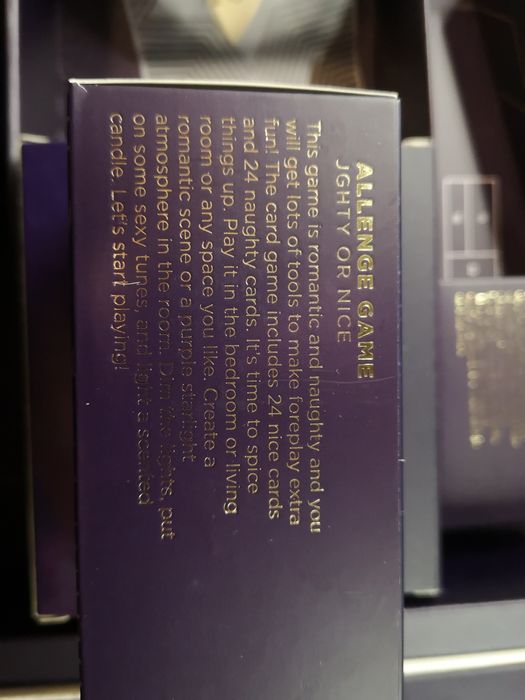 ALLENGE GAME
JGHTY OR NICE
This game is romantic and naughty and you
will get lots of tools to make foreplay extra
fun! The card game includes 24 nice cards
and 24 naughty cards. It's time to spice
things up. Play it in the bedroom or living
room or any space you like. Create a
romantic scene or a purple starlight
atmosphere in the room. Dim the lights, put
on some sexy tunes, and light a scented
candle. Let's start playing!